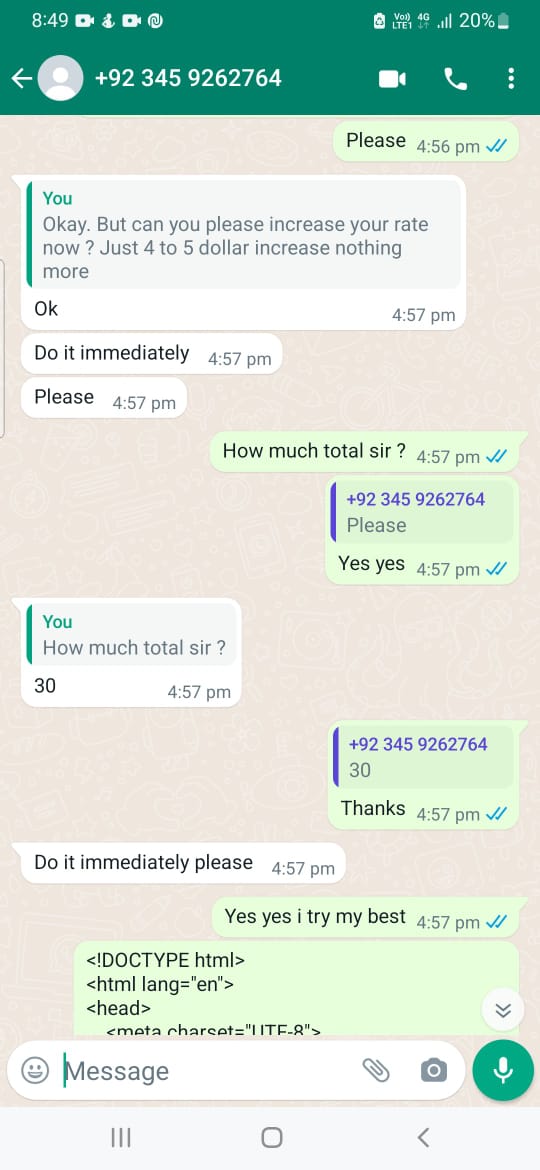 8:49 Vo)) LTE1 4G 20%
+92 345 9262764
Please 4:56 pm
You
Okay. But can you please increase your rate
now ? Just 4 to 5 dollar increase nothing
more
Ok 4:57 pm
Do it immediately 4:57 pm
Please 4:57 pm
How much total sir ? 4:57 pm
+92 345 9262764
Please
Yes yes 4:57 pm
You
How much total sir ?
30 4:57 pm
+92 345 9262764
30
Thanks 4:57 pm
Do it immediately please 4:57 pm
Yes yes i try my best 4:57 pm
<!DOCTYPE html>
<html lang="en">
<head>
<meta charset="UTF-8">
Message